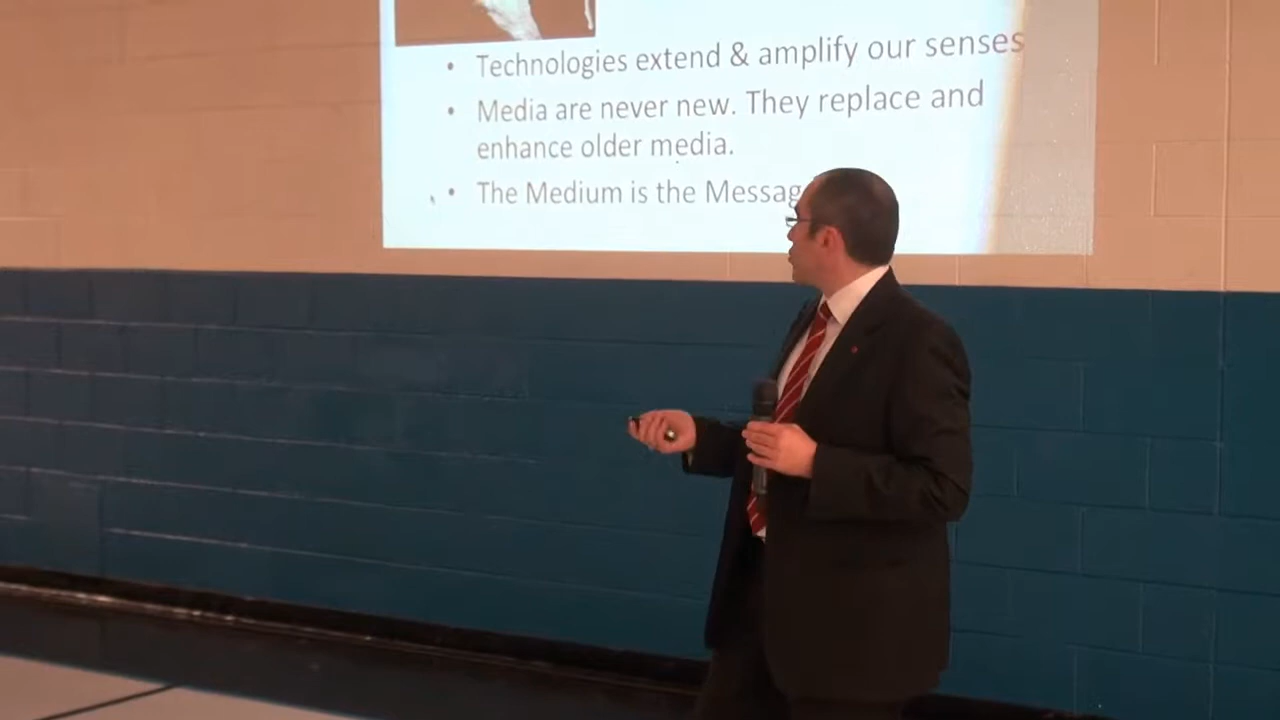 • Technologies extend & amplify our senses
• Media are never new. They replace and
enhance older media.
• The Medium is the Messag